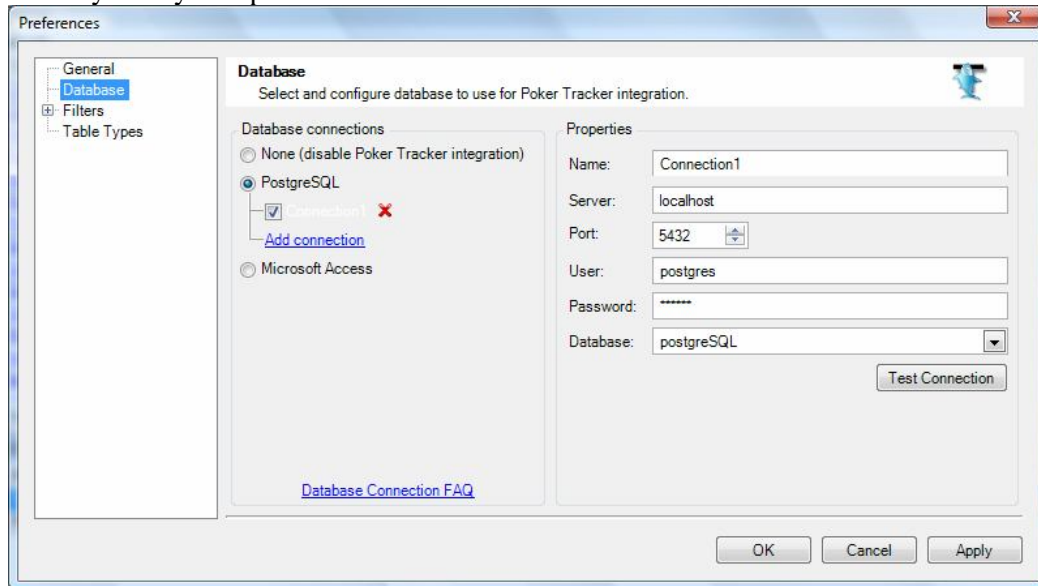 Preferences
General
Database
Filters
Table Types
Database
Select and configure database to use for Poker Tracker integration.
Database connections
None (disable Poker Tracker integration)
PostgreSQL
Connection1
Add connection
Microsoft Access
Database Connection FAQ
Properties
Name: Connection1
Server: localhost
Port: 5432
User: postgres
Password: ******
Database: postgreSQL
Test Connection
OK Cancel Apply